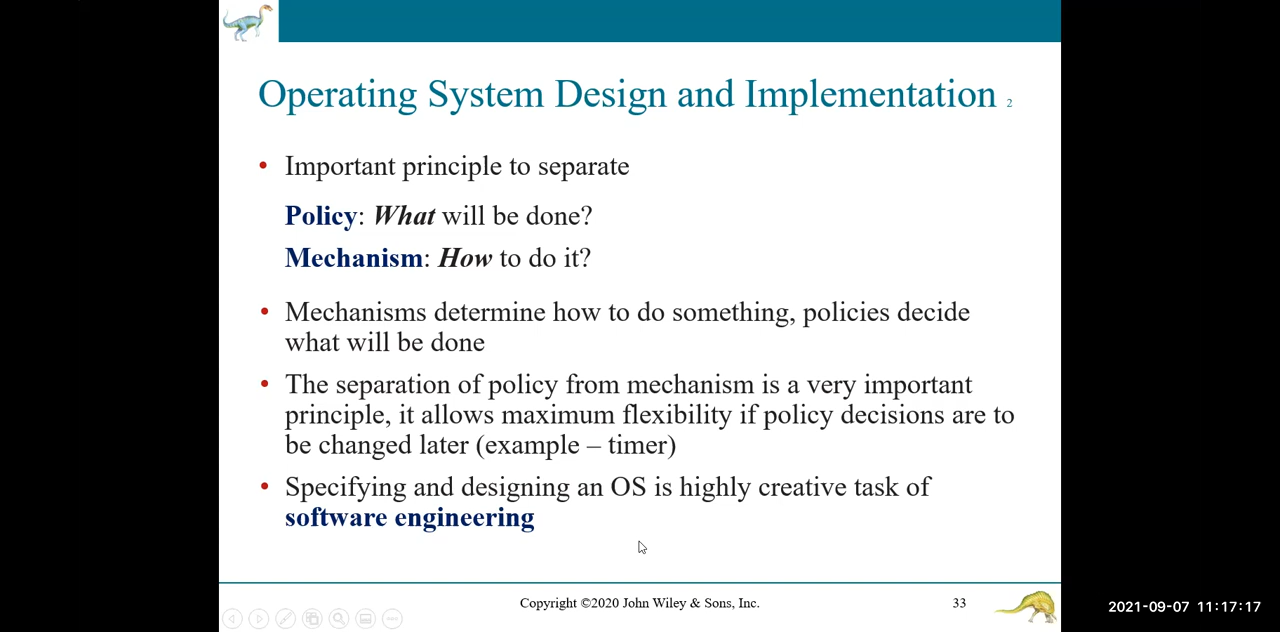 Operating System Design and Implementation 2
• Important principle to separate
Policy: What will be done?
Mechanism: How to do it?
• Mechanisms determine how to do something, policies decide
what will be done
• The separation of policy from mechanism is a very important
principle, it allows maximum flexibility if policy decisions are to
be changed later (example – timer)
• Specifying and designing an OS is highly creative task of
software engineering
Copyright ©2020 John Wiley & Sons, Inc.
33
2021-09-07 11:17:17